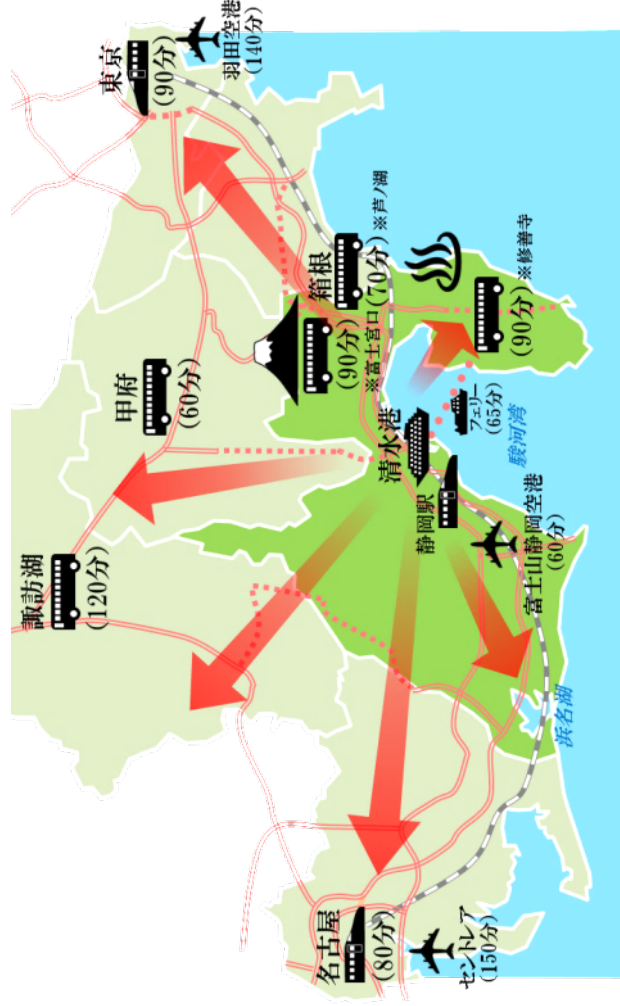 諏訪湖
(120分)
甲府
(60分)
東京
(90分)
羽田空港
(140分)
箱根
(70分)
※芦ノ湖
(90分)
※富士宮口
(90分)
※修善寺
清水港
フェリー
(65分)
駿河湾
静岡駅
富士山静岡空港
(60分)
浜名湖
名古屋
(80分)
セントレア
(150分)